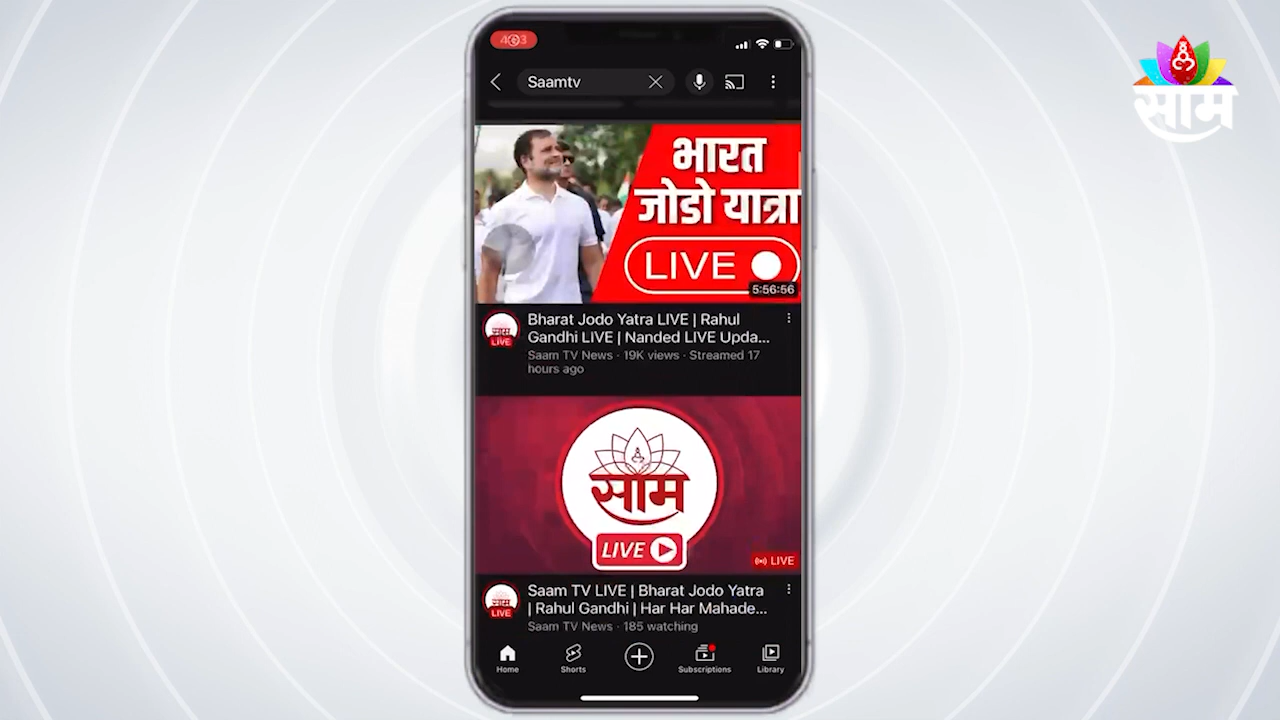 Saamtv
साम
भारत
जोडो यात्रा
LIVE
5:56:56
Bharat Jodo Yatra LIVE | Rahul
Gandhi LIVE | Nanded LIVE Upda...
Saam TV News · 19K views · Streamed 17
hours ago
साम
LIVE
साम
LIVE
LIVE
Saam TV LIVE | Bharat Jodo Yatra
| Rahul Gandhi | Har Har Mahade...
Saam TV News · 185 watching
साम
LIVE
Home
Shorts
Subscriptions
Library